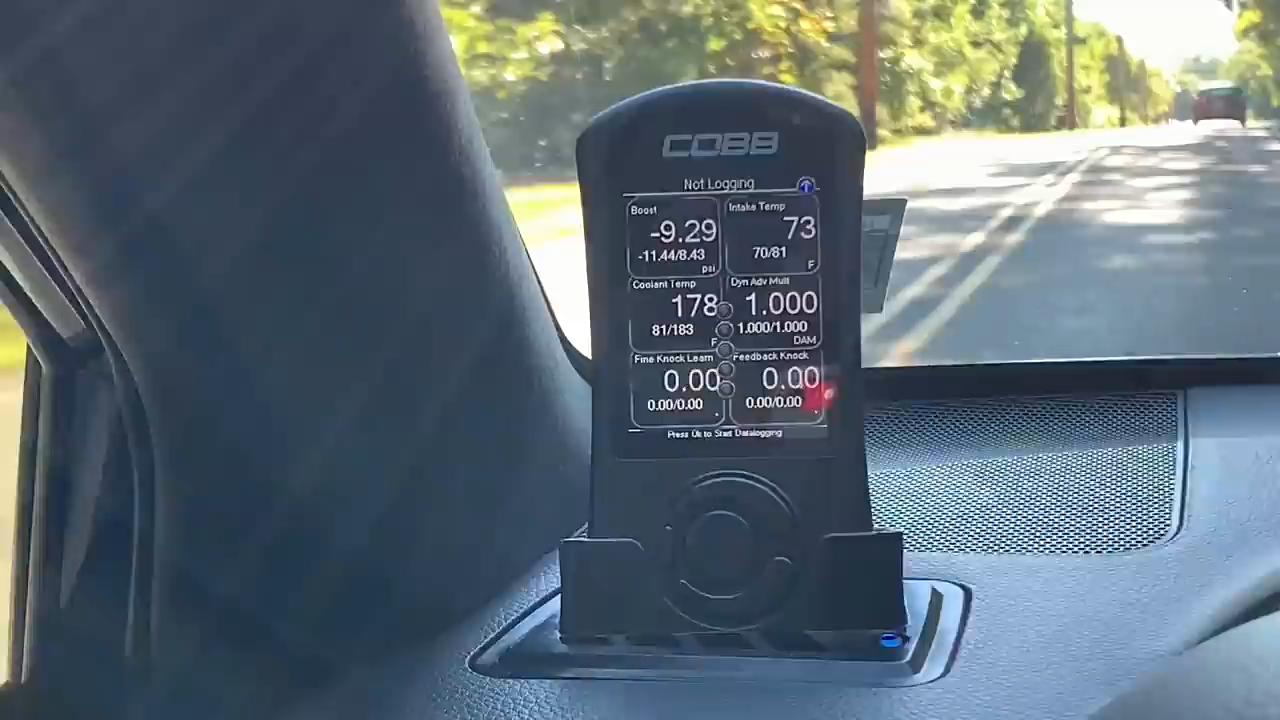 COBB
Not Logging
Boost
-9.29
-11.44/8.43
psi
Intake Temp
73
70/81
F
Coolant Temp
178
81/183
F
Dyn Adv Mult
1.000
1.000/1.000
DAM
Fine Knock Learn
0.00
0.00/0.00
Feedback Knock
0.00
0.00/0.00
Press Ok to Start Datalogging